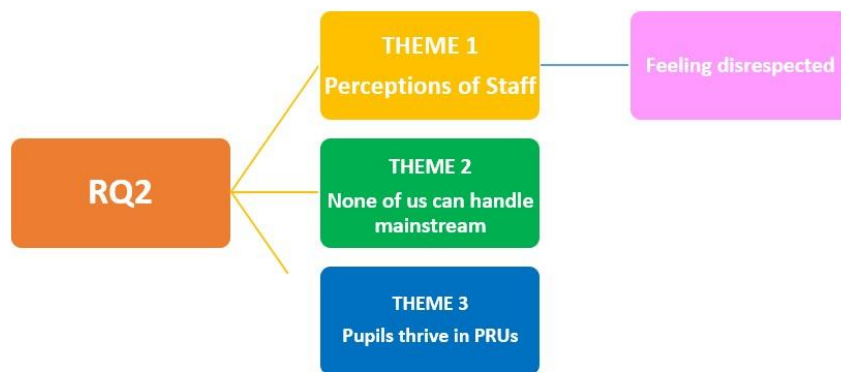 THEME 1
Perceptions of Staff
Feeling disrespected
RQ2
THEME 2
None of us can handle
mainstream
THEME 3
Pupils thrive in PRUs